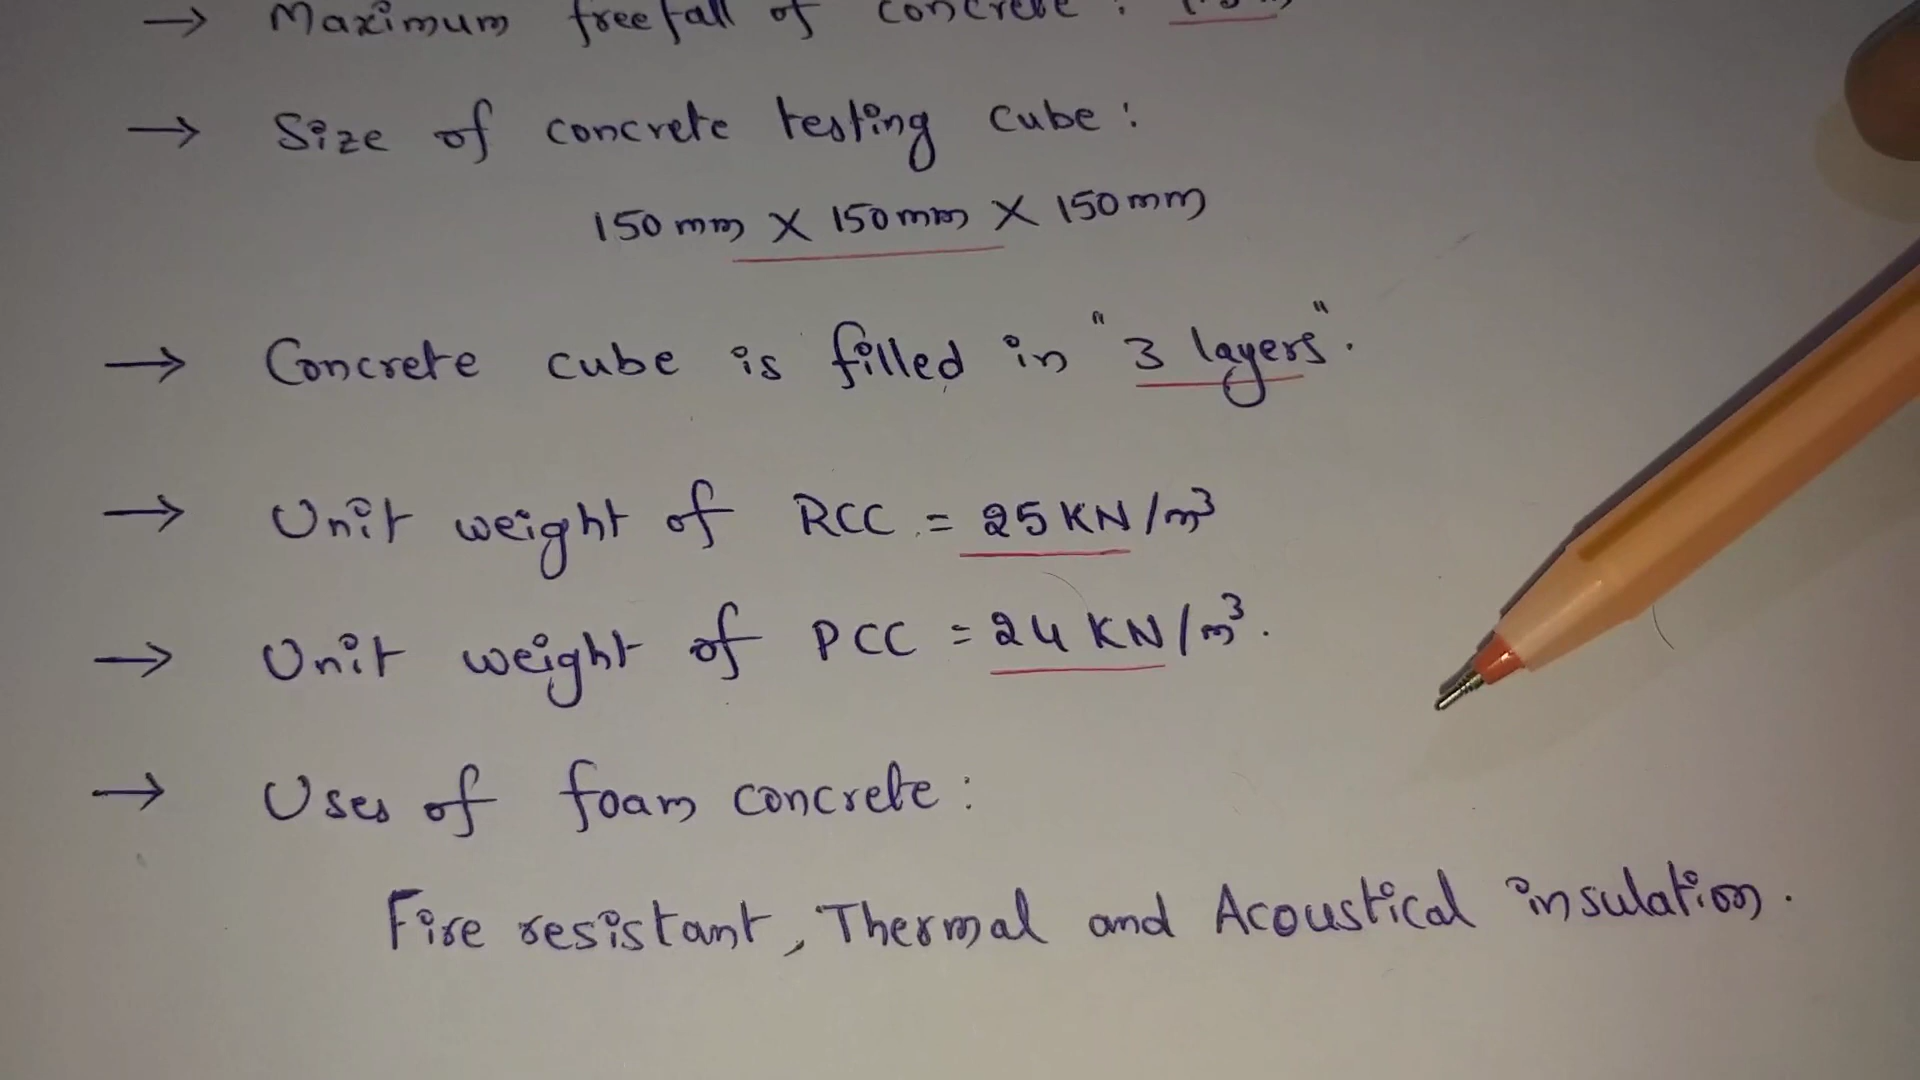 → Maximum free fall of concrete :
→ Size of concrete testing cube :
150 mm X 150 mm X 150 mm
→ Concrete cube is filled in "3 layers".
→ Unit weight of RCC = 25 KN/m³
→ Unit weight of PCC = 24 KN/m³.
→ Uses of foam concrete :
Fire resistant, Thermal and Acoustical insulation.